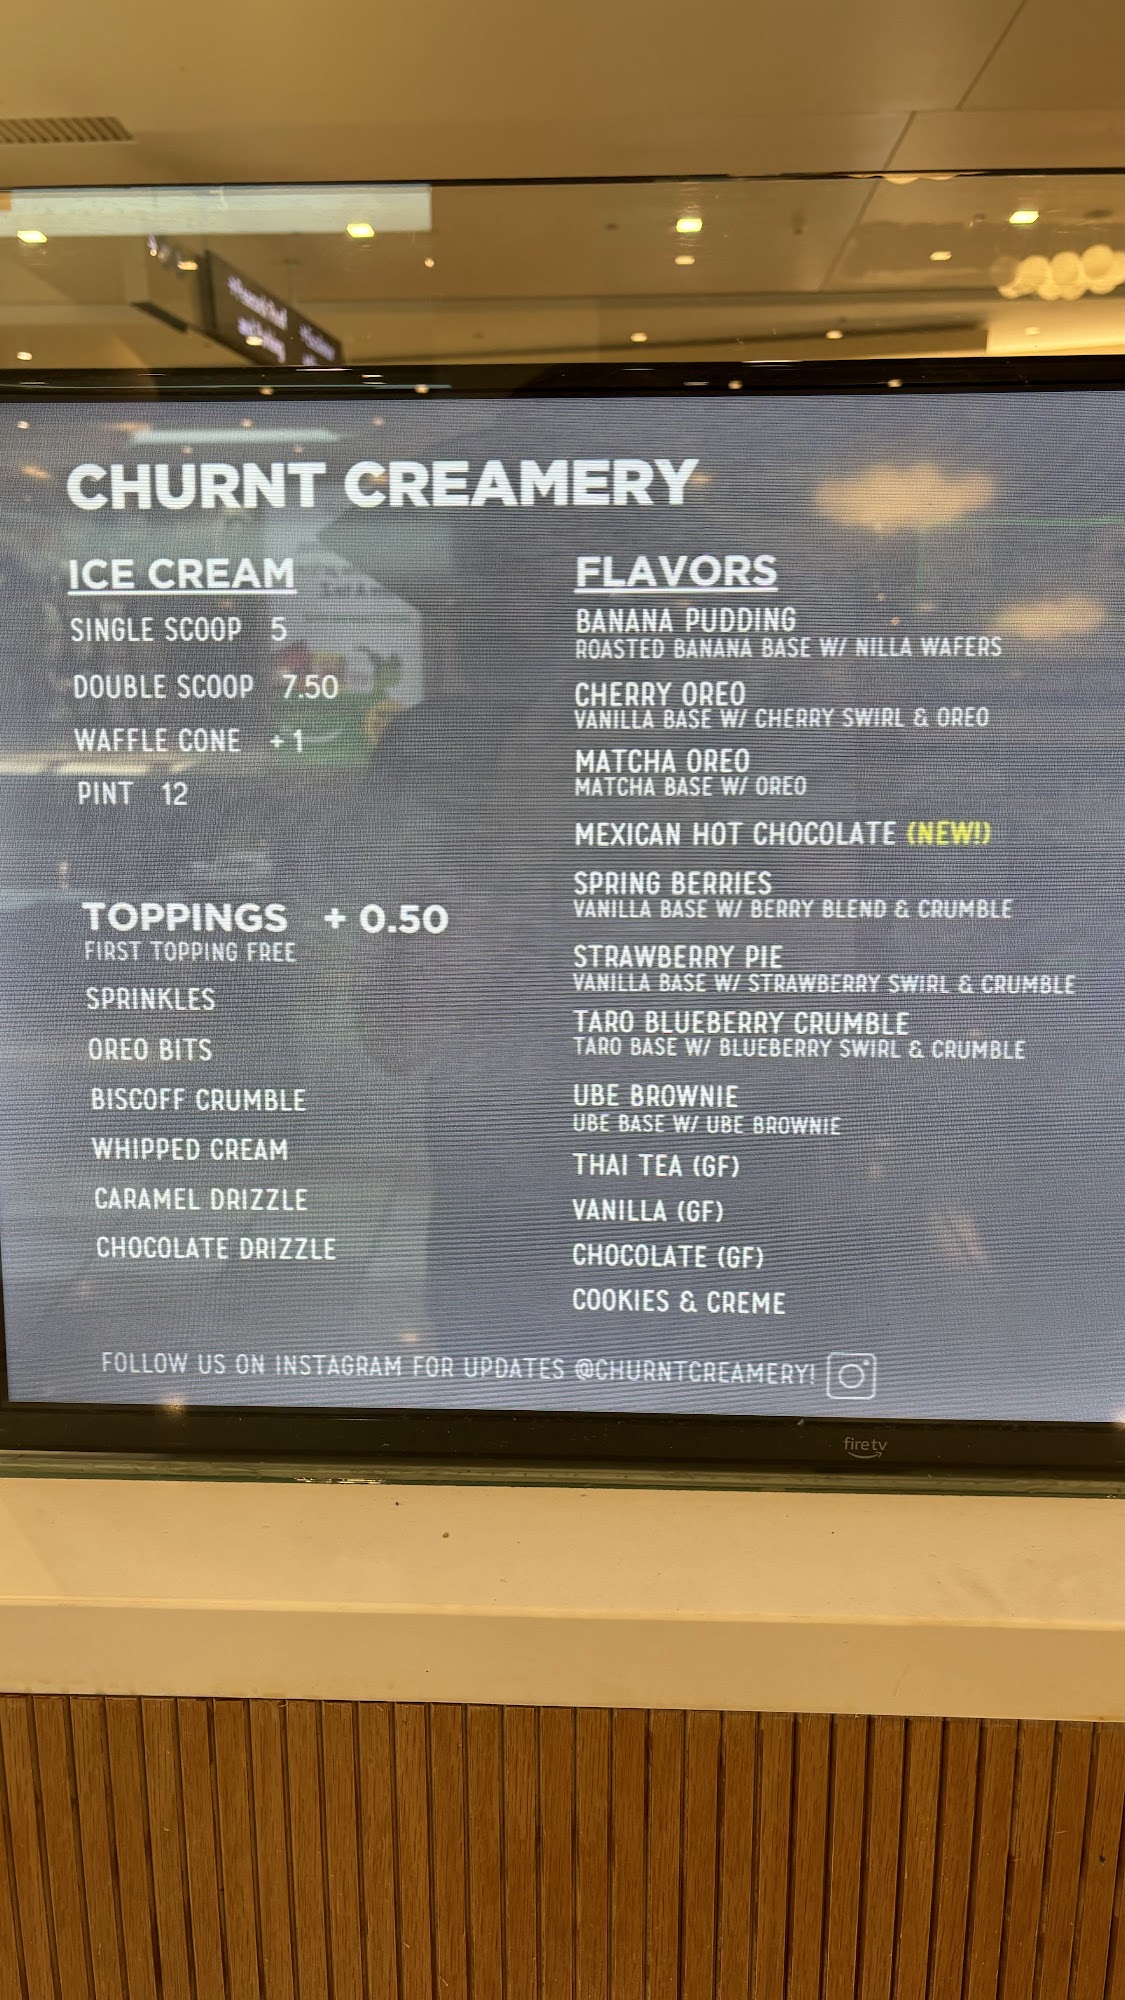 CHURNT CREAMERY
ICE CREAM
SINGLE SCOOP 5
DOUBLE SCOOP 7.50
WAFFLE CONE +1
PINT 12
TOPPINGS + 0.50
FIRST TOPPING FREE
SPRINKLES
OREO BITS
BISCOFF CRUMBLE
WHIPPED CREAM
CARAMEL DRIZZLE
CHOCOLATE DRIZZLE
FLAVORS
BANANA PUDDING
ROASTED BANANA BASE W/ NILLA WAFERS
CHERRY OREO
VANILLA BASE W/ CHERRY SWIRL & OREO
MATCHA OREO
MATCHA BASE W/ OREO
MEXICAN HOT CHOCOLATE (NEW!)
SPRING BERRIES
VANILLA BASE W/ BERRY BLEND & CRUMBLE
STRAWBERRY PIE
VANILLA BASE W/ STRAWBERRY SWIRL & CRUMBLE
TARO BLUEBERRY CRUMBLE
TARO BASE W/ BLUEBERRY SWIRL & CRUMBLE
UBE BROWNIE
UBE BASE W/ UBE BROWNIE
THAI TEA (GF)
VANILLA (GF)
CHOCOLATE (GF)
COOKIES & CREME
FOLLOW US ON INSTAGRAM FOR UPDATES @CHURNTCREAMERY!
firetv